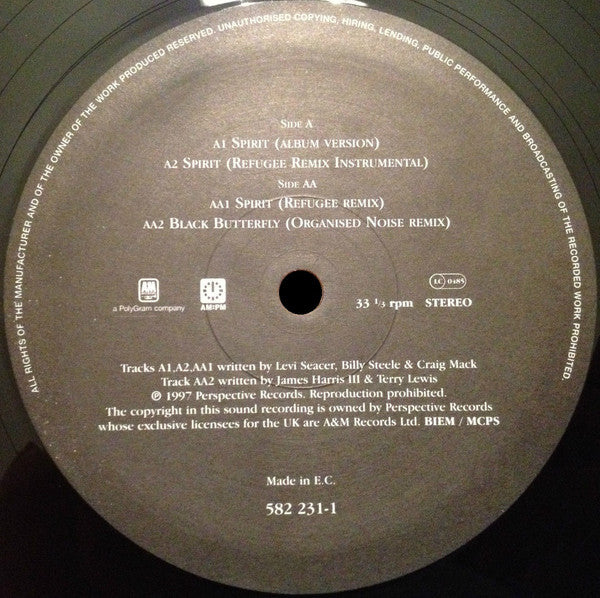 ALL RIGHTS OF THE MANUFACTURER AND OF THE OWNER OF THE WORK PRODUCED RESERVED. UNAUTHORISED COPYING, HIRING, LENDING, PUBLIC PERFORMANCE AND BROADCASTING OF THE RECORDED WORK PROHIBITED.
SIDE A
A1 SPIRIT (ALBUM VERSION)
A2 SPIRIT (REFUGEE REMIX INSTRUMENTAL)
SIDE AA
AA1 SPIRIT (REFUGEE REMIX)
AA2 BLACK BUTTERFLY (ORGANISED NOISE REMIX)
AM
a PolyGram company
AM:PM
33 1/3 rpm
LC 0485
STEREO
Tracks A1,A2,AA1 written by Levi Seacer, Billy Steele & Craig Mack
Track AA2 written by James Harris III & Terry Lewis
℗ 1997 Perspective Records. Reproduction prohibited.
The copyright in this sound recording is owned by Perspective Records
whose exclusive licensees for the UK are A&M Records Ltd. BIEM / MCPS
Made in E.C.
582 231-1